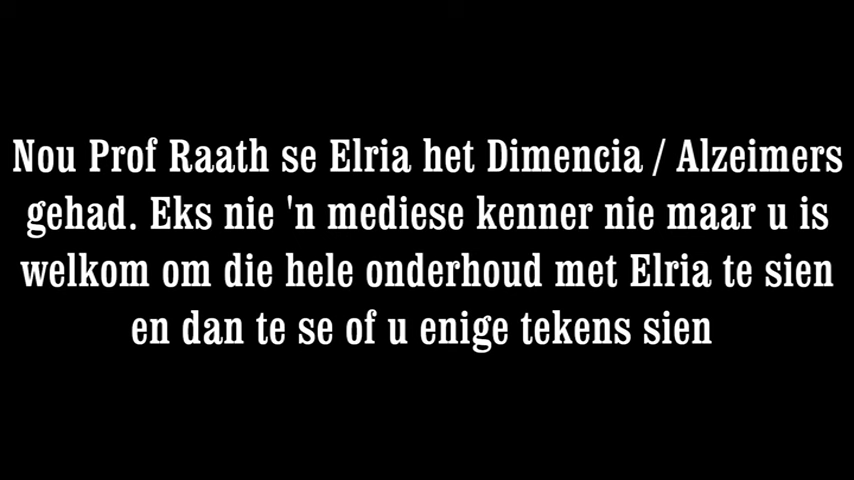 Nou Prof Raath se Elria het Dimencia / Alzeimers
gehad. Eks nie 'n mediese kenner nie maar u is
welkom om die hele onderhoud met Elria te sien
en dan te se of u enige tekens sien